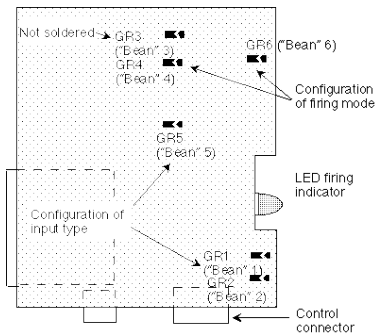 Not soldered
GR3
("Bean" 3)
GR4
("Bean" 4)
GR6 ("Bean" 6)
Configuration
of firing mode
GR5
("Bean" 5)
LED firing
indicator
Configuration of
input type
GR1
("Bean" 1)
GR2
("Bean" 2)
Control
connector